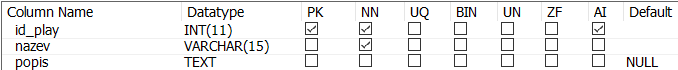 Column Name Datatype PK NN UQ BIN UN ZF AI Default
id_play INT(11)
nazev VARCHAR(15)
popis TEXT NULL